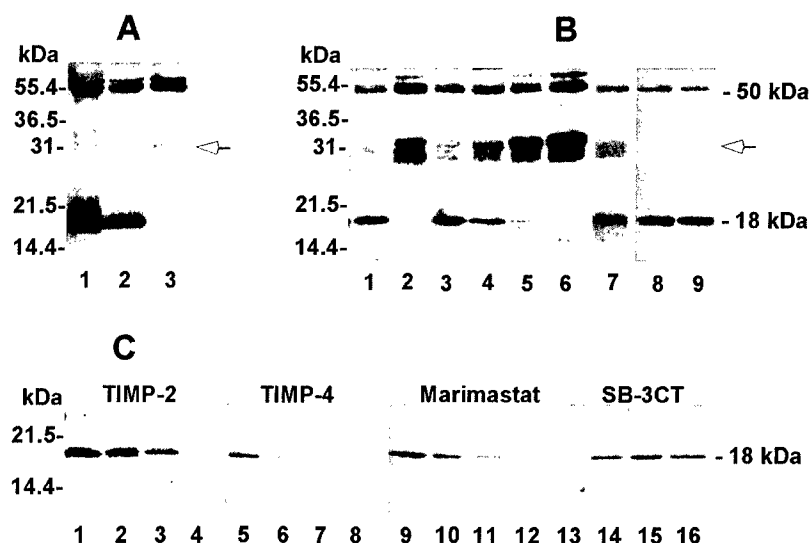 A
B
kDa
55.4-
36.5-
31-
21.5-
14.4-
1 2 3
kDa
55.4-
36.5-
31-
21.5-
14.4-
- 50 kDa
- 18 kDa
1 2 3 4 5 6 7 8 9
C
kDa
TIMP-2 TIMP-4 Marimastat SB-3CT
21.5-
14.4-
- 18 kDa
1 2 3 4 5 6 7 8 9 10 11 12 13 14 15 16